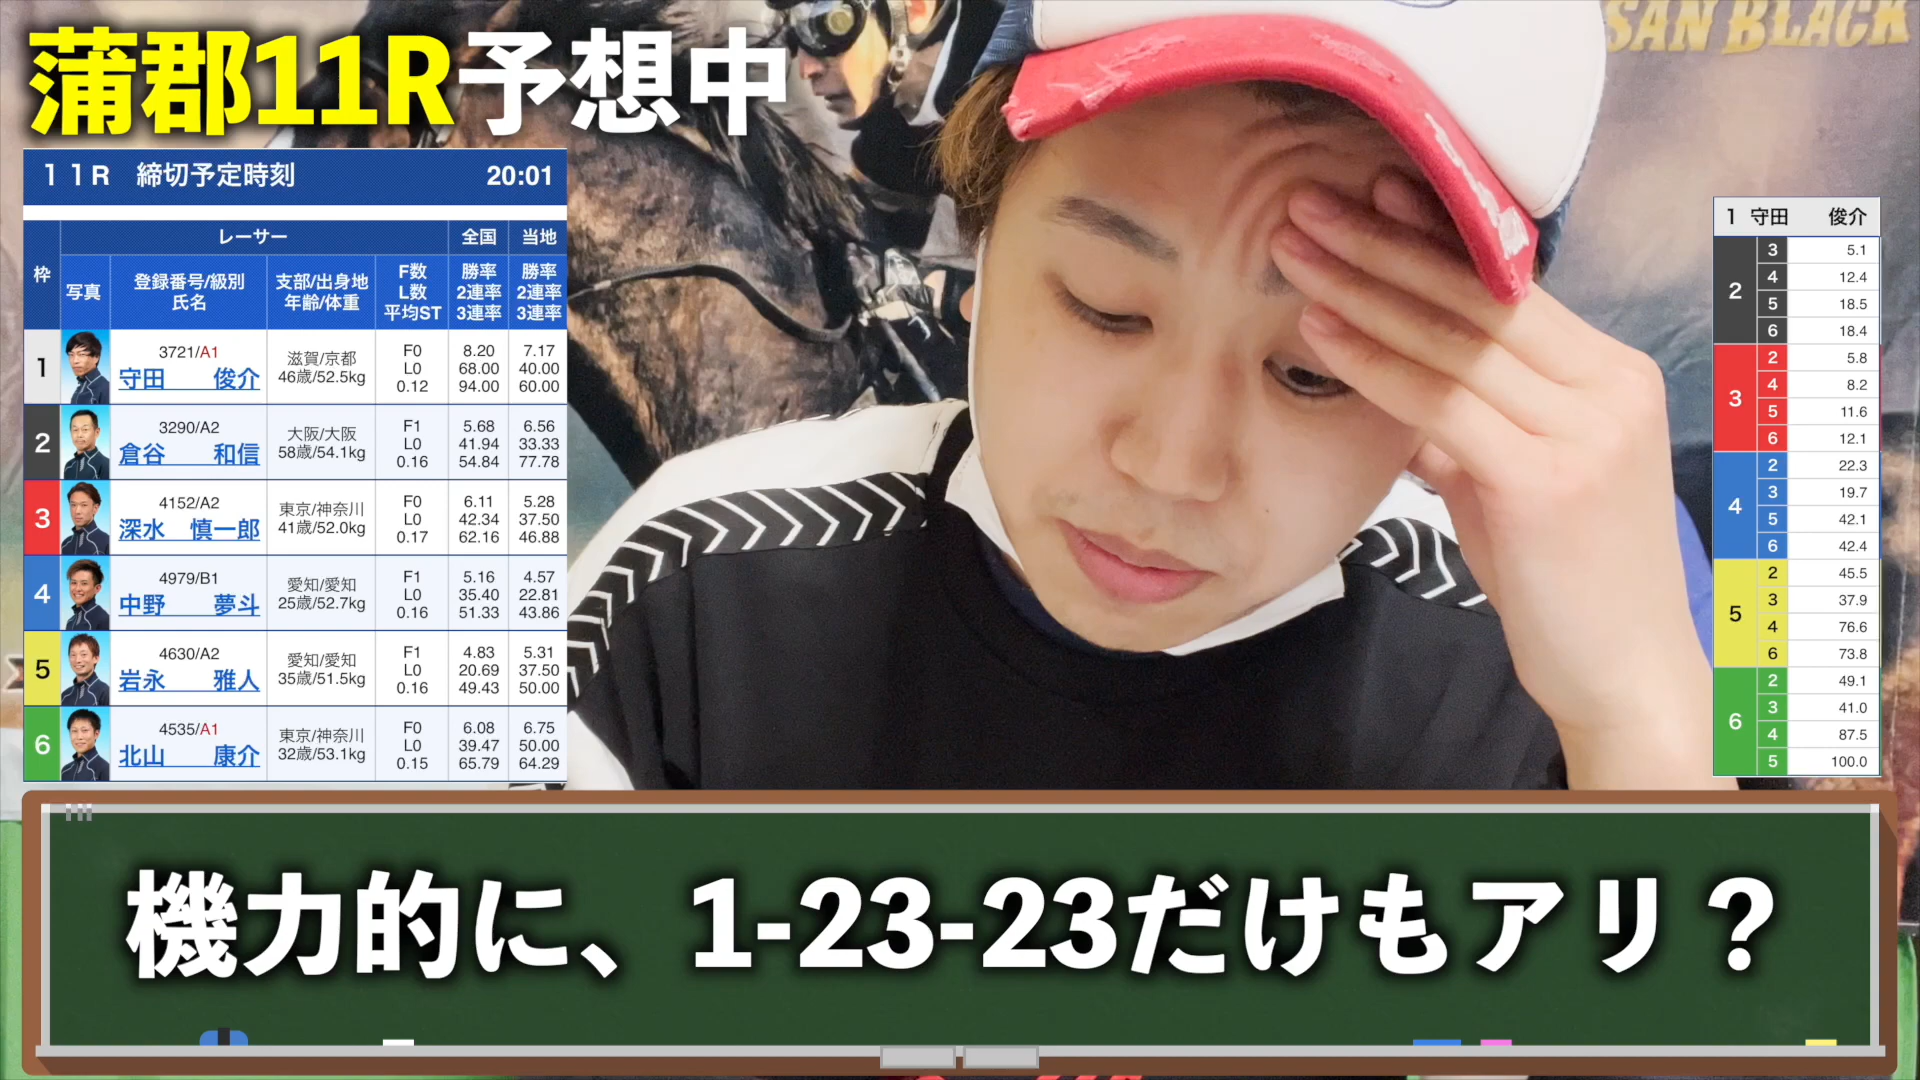 蒲郡11R予想中
SAN BLACK
11R 締切予定時刻 20:01
枠 レーサー 全国 当地
写真 登録番号/級別 氏名 支部/出身地 年齢/体重 F数 L数 平均ST 勝率 2連率 3連率 勝率 2連率 3連率
1 3721/A1 守田 俊介 滋賀/京都 46歳/52.5kg F0 L0 0.12 8.20 68.00 94.00 7.17 40.00 60.00
2 3290/A2 倉谷 和信 大阪/大阪 58歳/54.1kg F1 L0 0.16 5.68 41.94 54.84 6.56 33.33 77.78
3 4152/A2 深水 慎一郎 東京/神奈川 41歳/52.0kg F0 L0 0.17 6.11 42.34 62.16 5.28 37.50 46.88
4 4979/B1 中野 夢斗 愛知/愛知 25歳/52.7kg F1 L0 0.16 5.16 35.40 51.33 4.57 22.81 43.86
5 4630/A2 岩永 雅人 愛知/愛知 35歳/51.5kg F1 L0 0.16 4.83 20.69 49.43 5.31 37.50 50.00
6 4535/A1 北山 康介 東京/神奈川 32歳/53.1kg F0 L0 0.15 6.08 39.47 65.79 6.75 50.00 64.29
1 守田 俊介
2
3 5.1
4 12.4
5 18.5
6 18.4
3
2 5.8
4 8.2
5 11.6
6 12.1
4
2 22.3
3 19.7
5 42.1
6 42.4
5
2 45.5
3 37.9
4 76.6
6 73.8
6
2 49.1
3 41.0
4 87.5
5 100.0
機力的に、1-23-23だけもアリ？